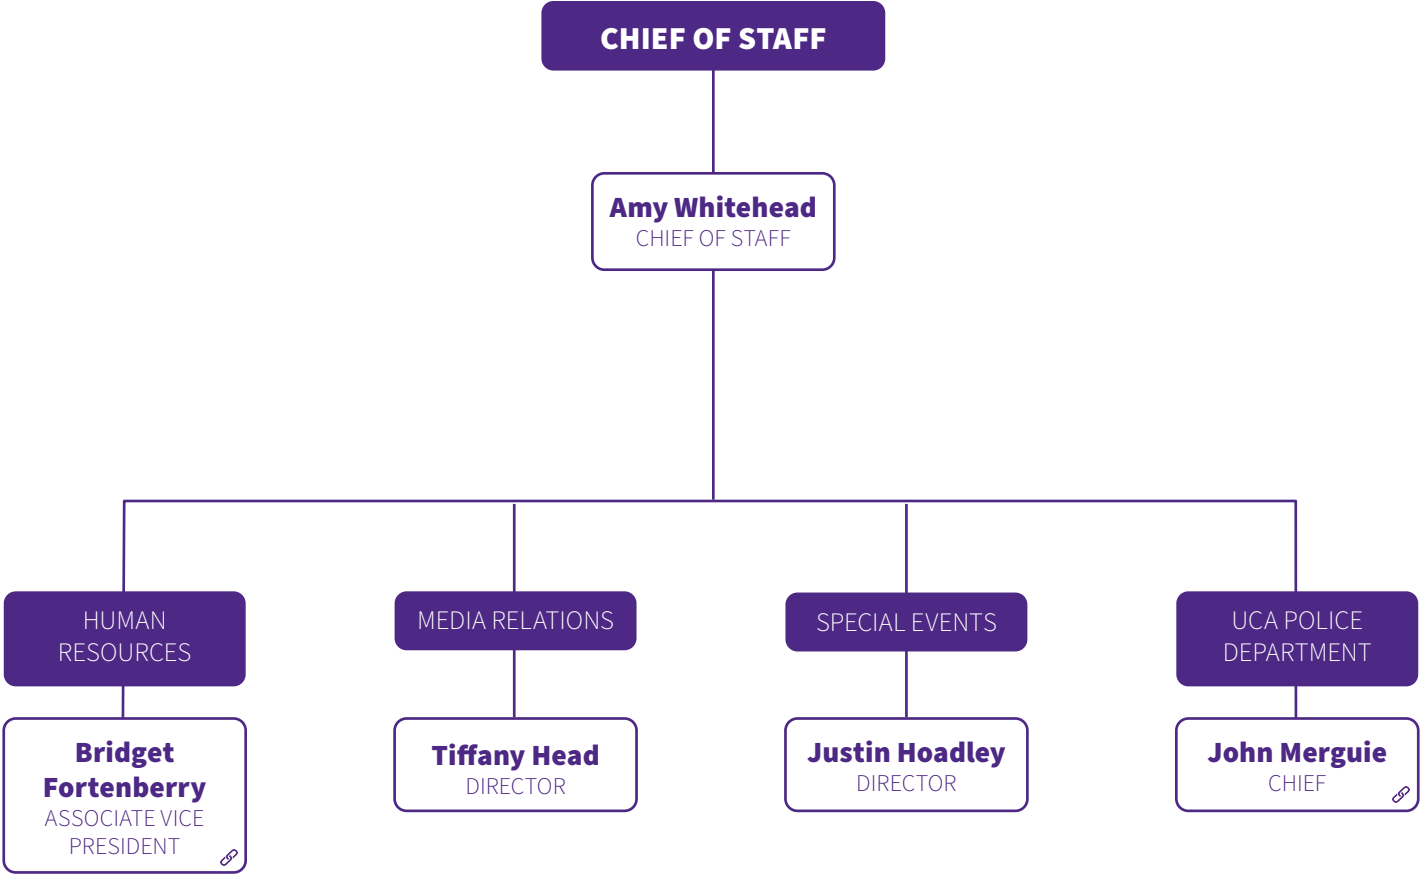 CHIEF OF STAFF
Amy Whitehead
CHIEF OF STAFF
HUMAN
RESOURCES
Bridget
Fortenberry
ASSOCIATE VICE
PRESIDENT
MEDIA RELATIONS
Tiffany Head
DIRECTOR
SPECIAL EVENTS
Justin Hoadley
DIRECTOR
UCA POLICE
DEPARTMENT
John Merguie
CHIEF